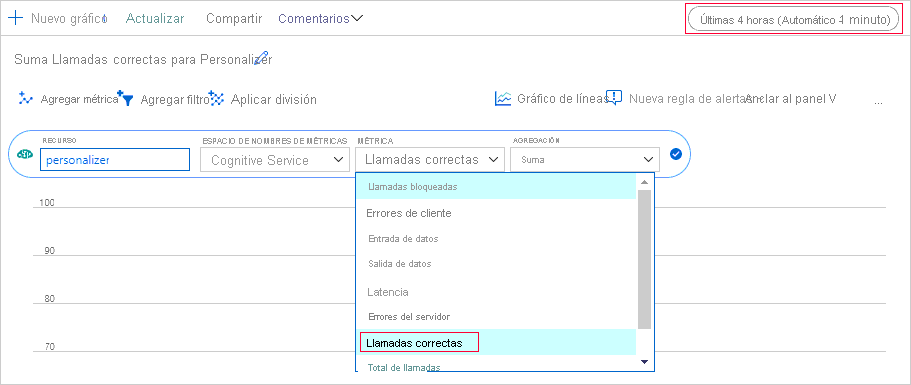 Nuevo gráfico Actualizar Compartir Comentarios Últimas 4 horas (Automático - 1 minuto)
Suma Llamadas correctas para Personalizer
Agregar métrica Agregar filtro Aplicar división Gráfico de líneas Nueva regla de alertas Anclar al panel V ...
RECURSO ESPACIO DE NOMBRES DE MÉTRICAS MÉTRICA AGREGACIÓN
personalizer Cognitive Service Llamadas correctas Suma
Llamadas bloqueadas
100
Errores de cliente
Entrada de datos
90
Salida de datos
Latencia
80
Errores del servidor
Llamadas correctas
70
Total de llamadas